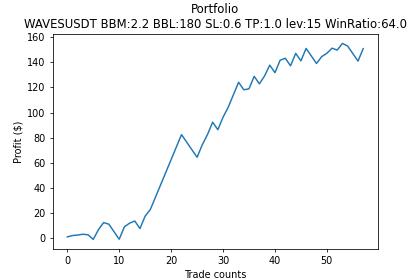 Portfolio
WAVESUSDT BBM:2.2 BBL:180 SL:0.6 TP:1.0 lev:15 WinRatio:64.0
160
140
120
100
80
60
40
20
0
Profit ($)
0 10 20 30 40 50
Trade counts